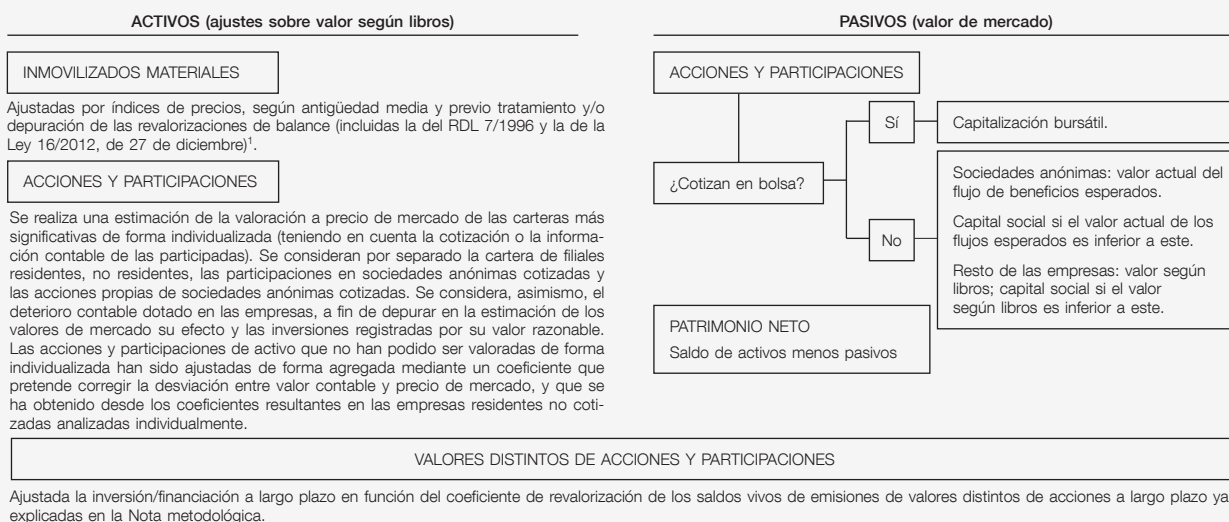 ACTIVOS (ajustes sobre valor según libros)
INMOVILIZADOS MATERIALES
Ajustadas por índices de precios, según antigüedad media y previo tratamiento y/o
depuración de las revalorizaciones de balance (incluidas la del RDL 7/1996 y la de la
Ley 16/2012, de 27 de diciembre)1.
ACCIONES Y PARTICIPACIONES
Se realiza una estimación de la valoración a precio de mercado de las carteras más
significativas de forma individualizada (teniendo en cuenta la cotización o la informa-
ción contable de las participadas). Se consideran por separado la cartera de filiales
residentes, no residentes, las participaciones en sociedades anónimas cotizadas y
las acciones propias de sociedades anónimas cotizadas. Se considera, asimismo, el
deterioro contable dotado en las empresas, a fin de depurar en la estimación de los
valores de mercado su efecto y las inversiones registradas por su valor razonable.
Las acciones y participaciones de activo que no han podido ser valoradas de forma
individualizada han sido ajustadas de forma agregada mediante un coeficiente que
pretende corregir la desviación entre valor contable y precio de mercado, y que se
ha obtenido desde los coeficientes resultantes en las empresas residentes no coti-
zadas analizadas individualmente.
PASIVOS (valor de mercado)
ACCIONES Y PARTICIPACIONES
¿Cotizan en bolsa?
Sí
Capitalización bursátil.
No
Sociedades anónimas: valor actual del
flujo de beneficios esperados.
Capital social si el valor actual de los
flujos esperados es inferior a este.
Resto de las empresas: valor según
libros; capital social si el valor
según libros es inferior a este.
PATRIMONIO NETO
Saldo de activos menos pasivos
VALORES DISTINTOS DE ACCIONES Y PARTICIPACIONES
Ajustada la inversión/financiación a largo plazo en función del coeficiente de revalorización de los saldos vivos de emisiones de valores distintos de acciones a largo plazo ya
explicadas en la Nota metodológica.